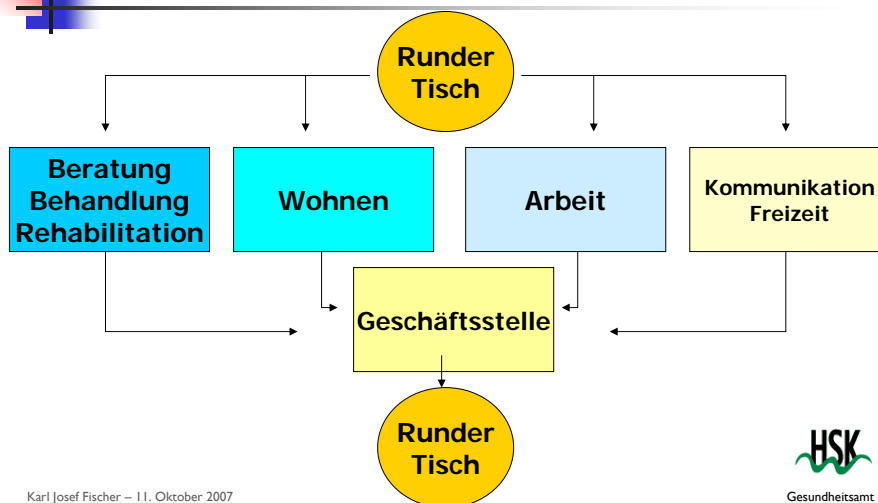 Runder
Tisch
Beratung
Behandlung
Rehabilitation
Wohnen
Arbeit
Kommunikation
Freizeit
Geschäftsstelle
Runder
Tisch
HSK
Karl Josef Fischer – 11. Oktober 2007
Gesundheitsamt